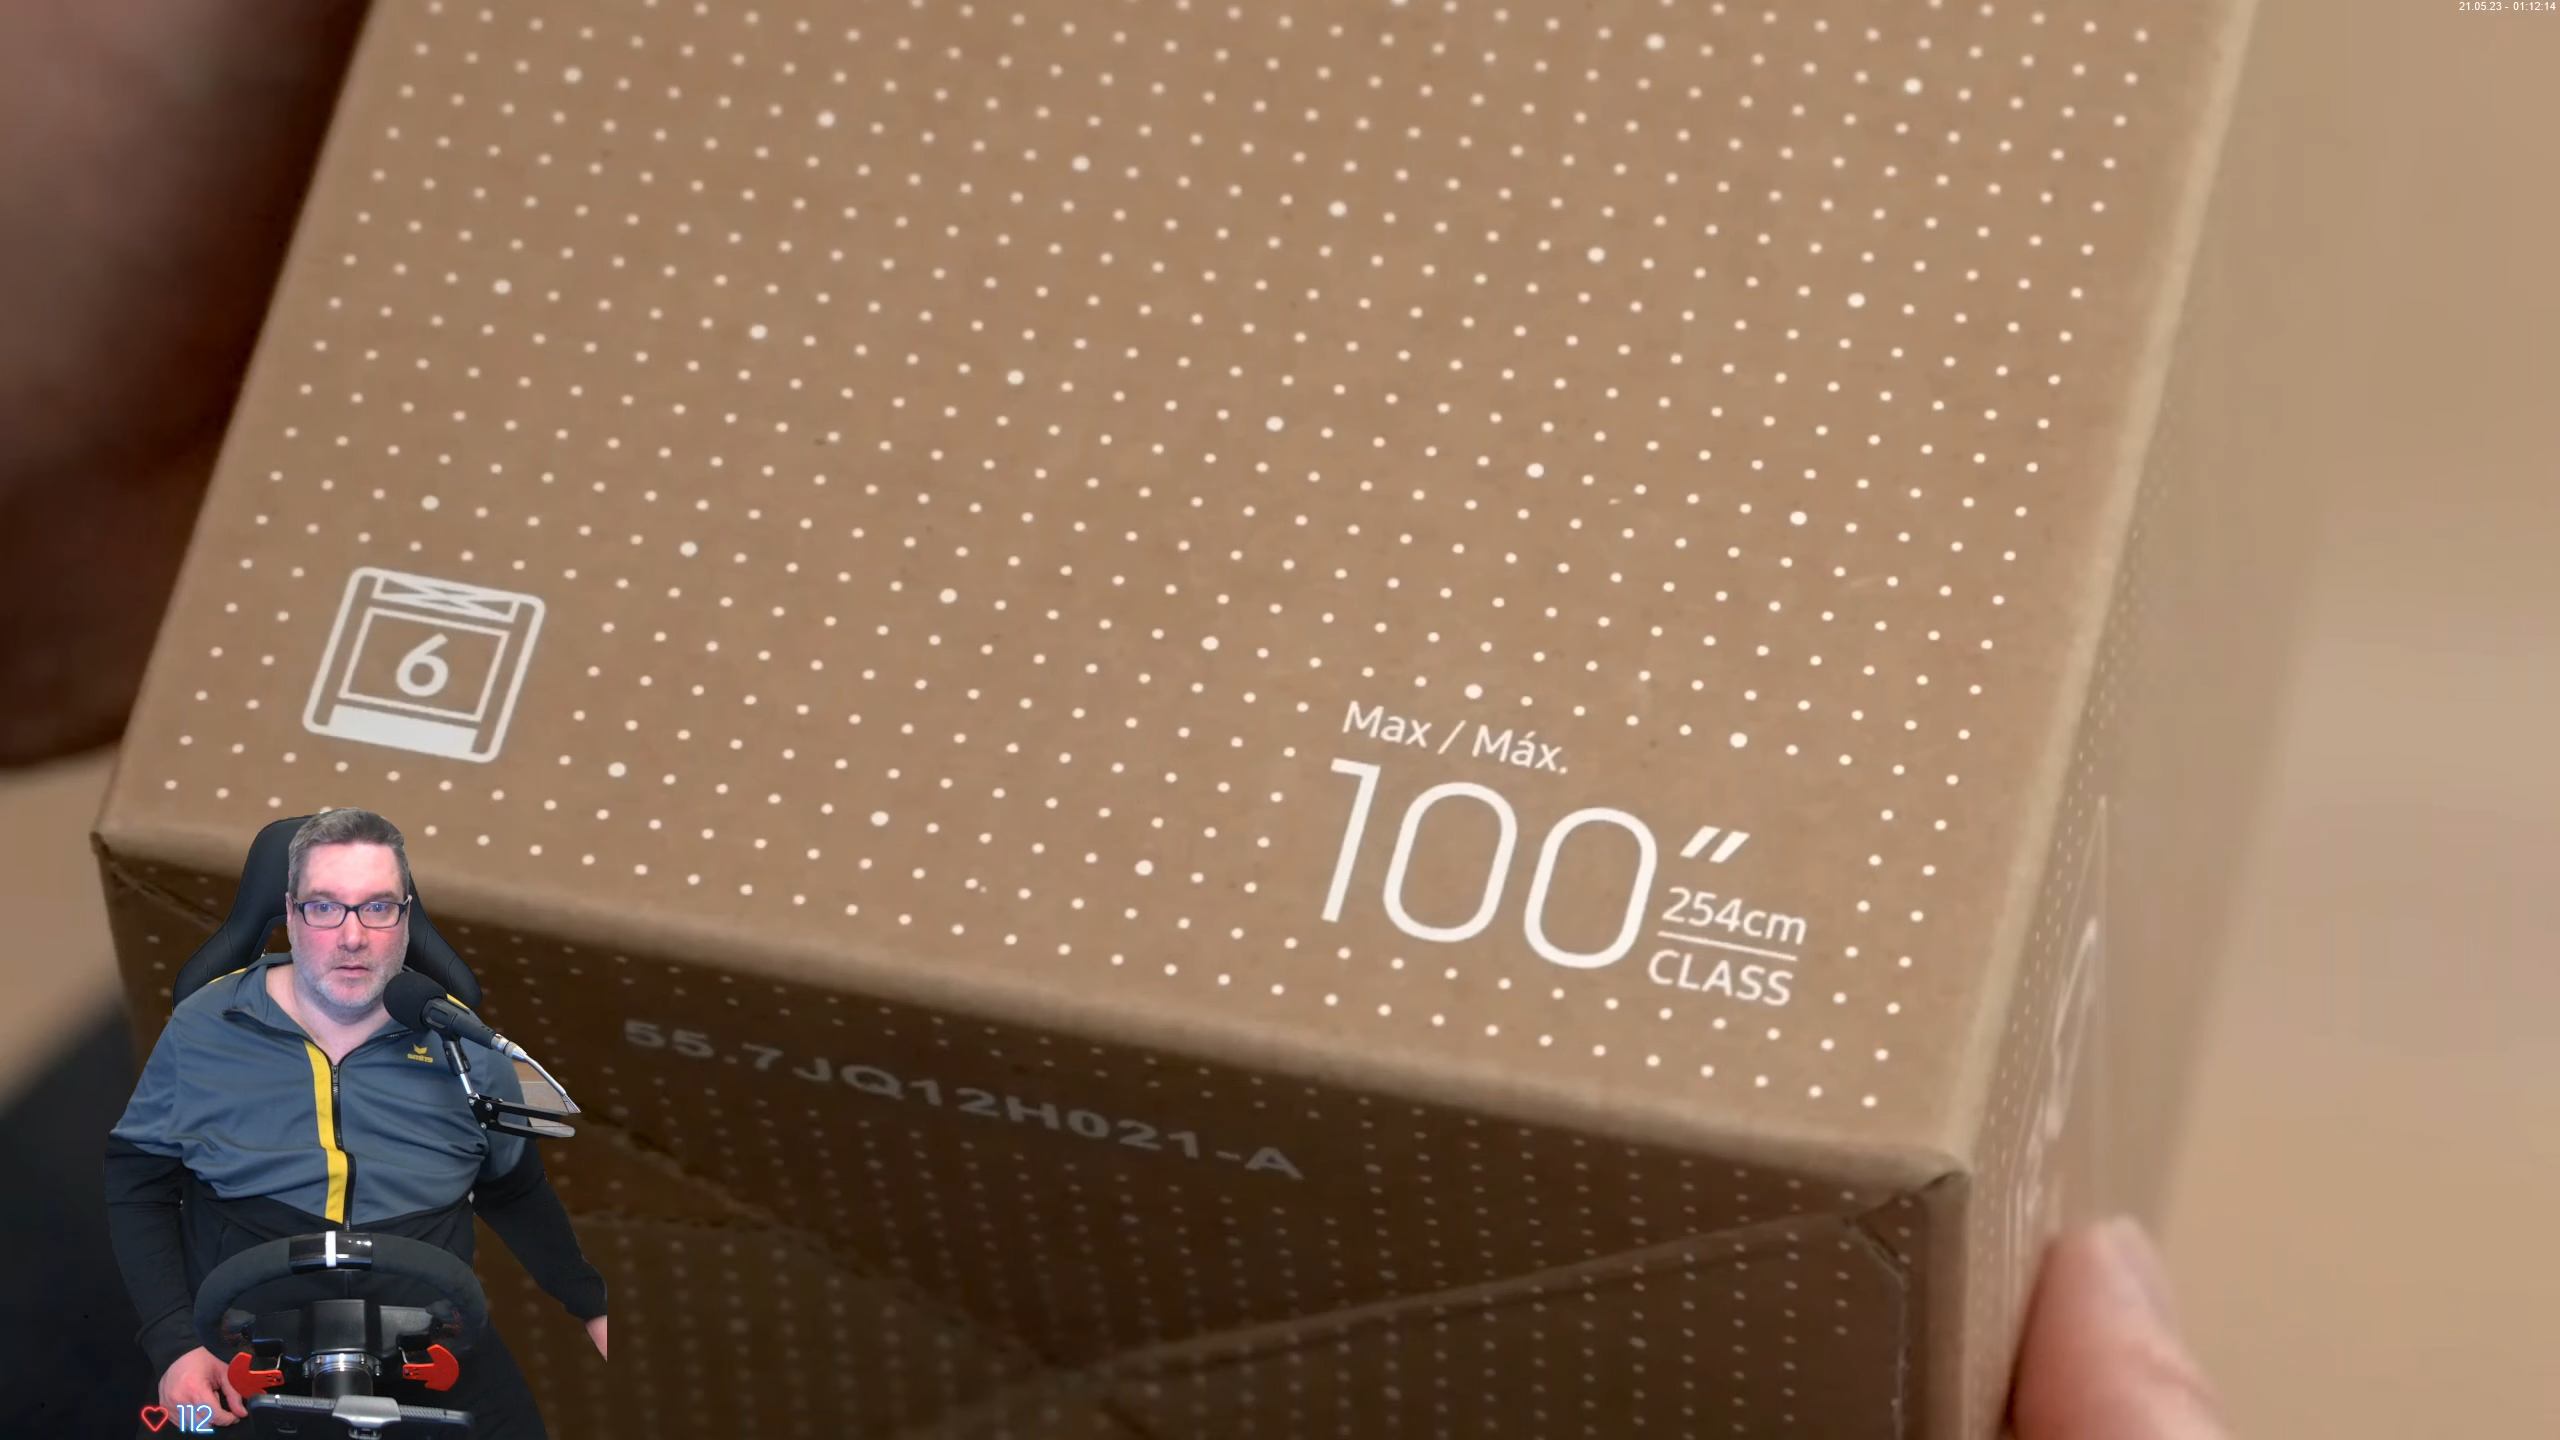 21.05.23 - 01:12:14
6
Max / Máx.
100”
254cm
CLASS
55.7JQ12H021-A
112